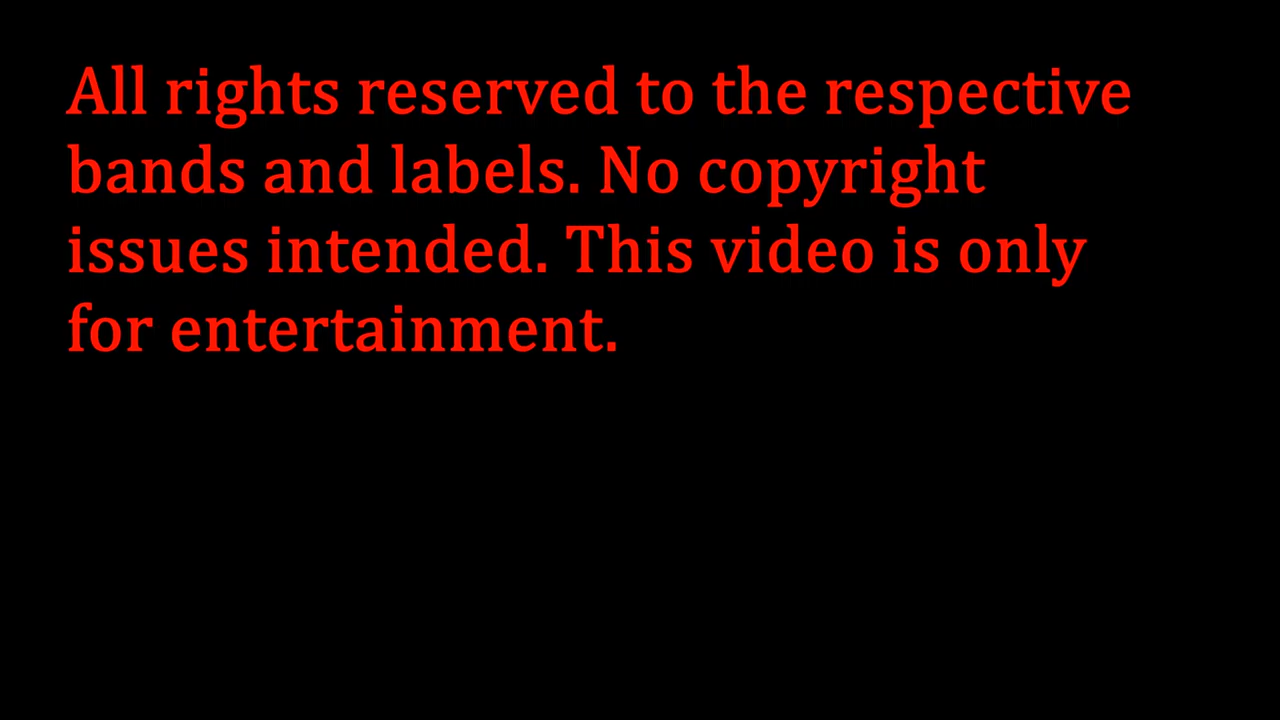 All rights reserved to the respective
bands and labels. No copyright
issues intended. This video is only
for entertainment.